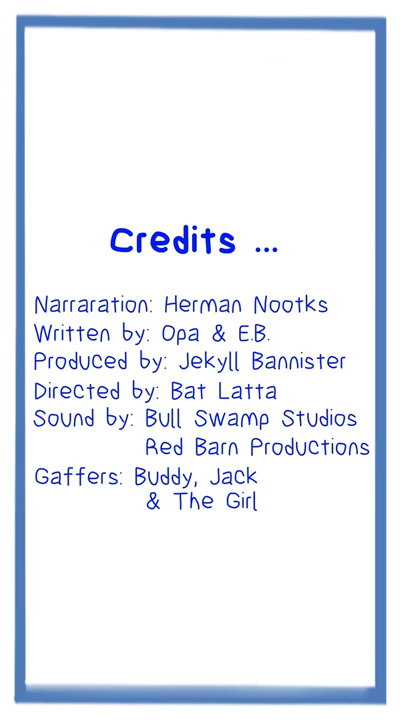 Credits ...
Narraration: Herman Nootks
Written by: Opa & E.B.
Produced by: Jekyll Bannister
Directed by: Bat Latta
Sound by: Bull Swamp Studios
Red Barn Productions
Gaffers: Buddy, Jack
& The Girl